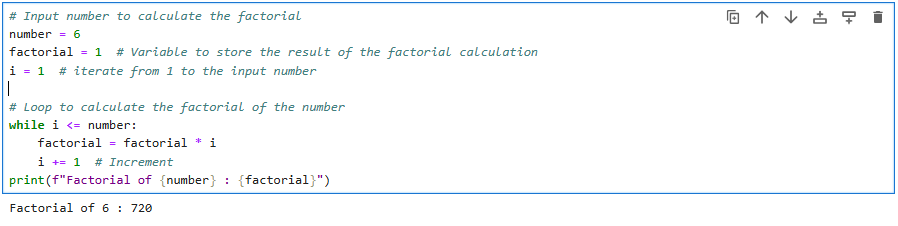 # Input number to calculate the factorial
number = 6
factorial = 1  # Variable to store the result of the factorial calculation
i = 1  # iterate from 1 to the input number

# Loop to calculate the factorial of the number
while i <= number:
    factorial = factorial * i
    i += 1  # Increment
print(f"Factorial of {number} : {factorial}")
Factorial of 6 : 720